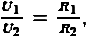 U₁/U₂ = R₁/R₂,